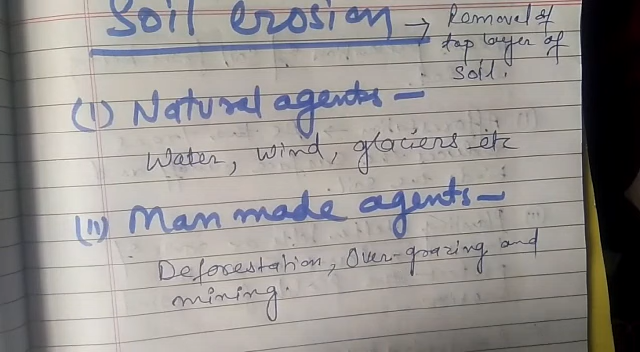 Soil erosion → Removal of
top layer of
soil.
(i) Natural agents –
Water, wind, glaciers etc
(ii) Man made agents –
Deforestation, Over-grazing and
mining.